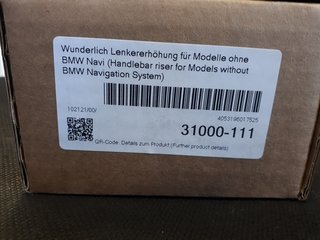 Wunderlich Lenkererhöhung für Modelle ohne
BMW Navi (Handlebar riser for Models without
BMW Navigation System)
102121/00/
4053196017525
31000-111
QR-Code: Details zum Produkt (Further product details)